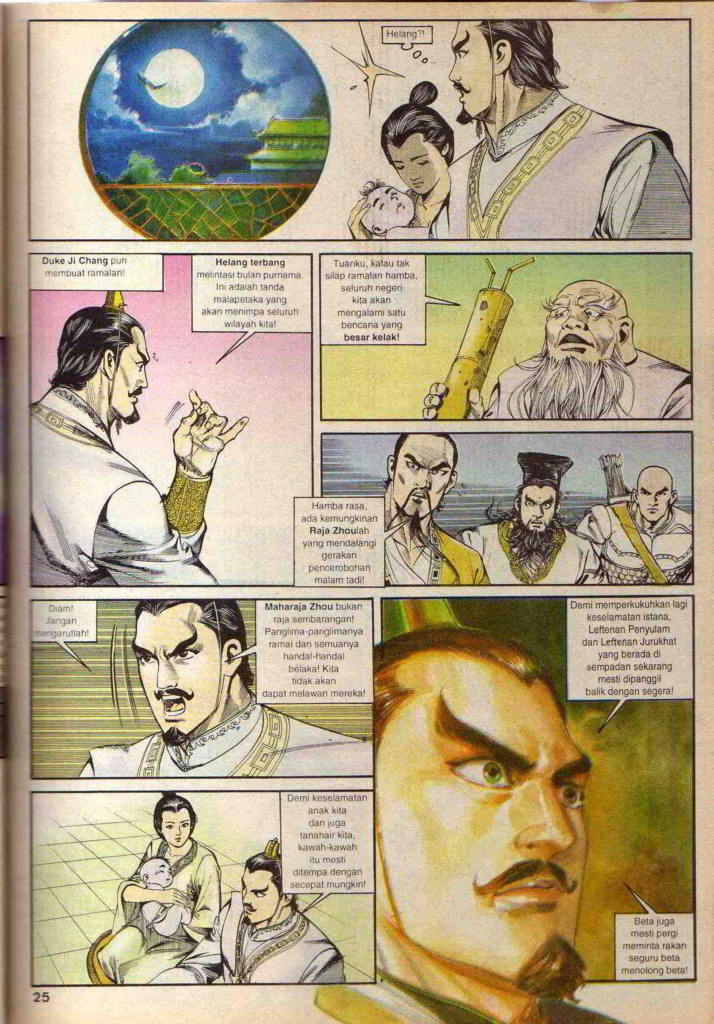 Helang?!
Duke Ji Chang pun
membuat ramalan!
Helang terbang
melintasi bulan purnama.
Ini adalah tanda
malapetaka yang
akan menimpa seluruh
wilayah kita!
Tuanku, kalau tak
silap ramalan hamba,
seluruh negeri
kita akan
mengalami satu
bencana yang
besar kelak!
Hamba rasa,
ada kemungkinan
Raja Zhoulah
yang mendalangi
gerakan
pencerobohan
malam tadi!
Diam!
Jangan
mengarutlah!
Maharaja Zhou bukan
raja sembarangan!
Panglima-panglimanya
ramai dan semuanya
handal-handal
belaka! Kita
tidak akan
dapat melawan mereka!
Demi memperkukuhkan lagi
keselamatan istana,
Leftenan Penyulam
dan Leftenan Jurukhat
yang berada di
sempadan sekarang
mesti dipanggil
balik dengan segera!
Demi keselamatan
anak kita
dan juga
tanahair kita,
kawah-kawah
itu mesti
ditempa dengan
secepat mungkin!
Beta juga
mesti pergi
meminta rakan
seguru beta
menolong beta!
25